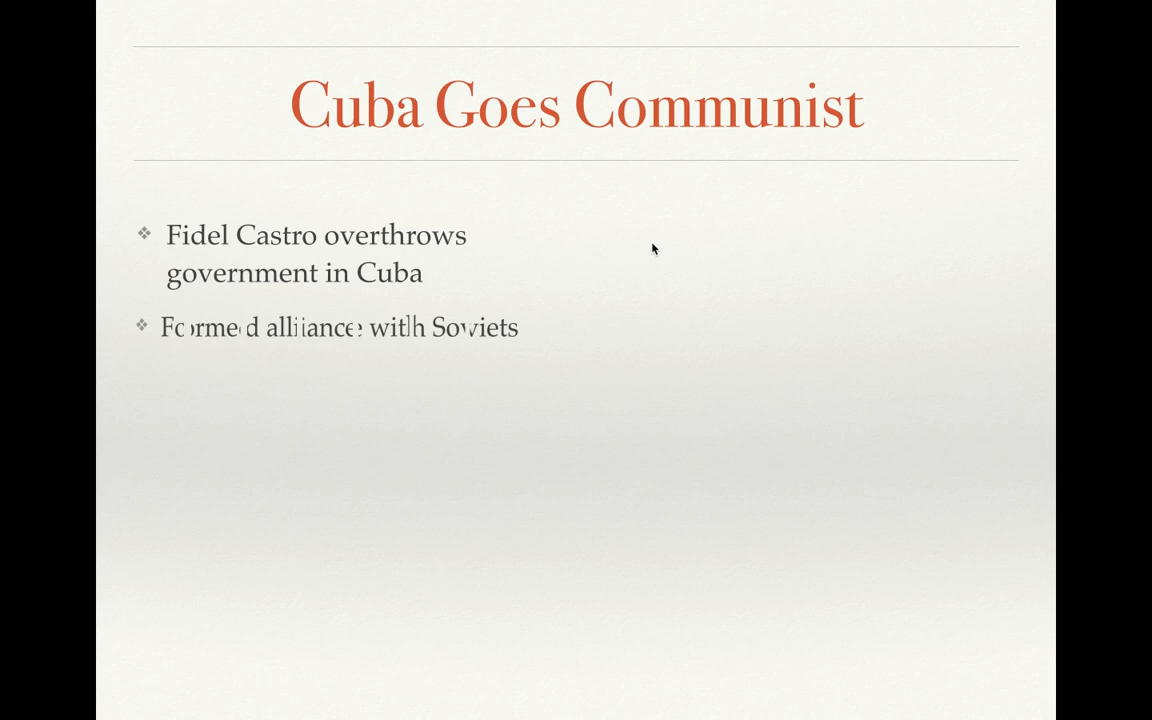 Cuba Goes Communist
Fidel Castro overthrows
government in Cuba
Formed alliance with Soviets